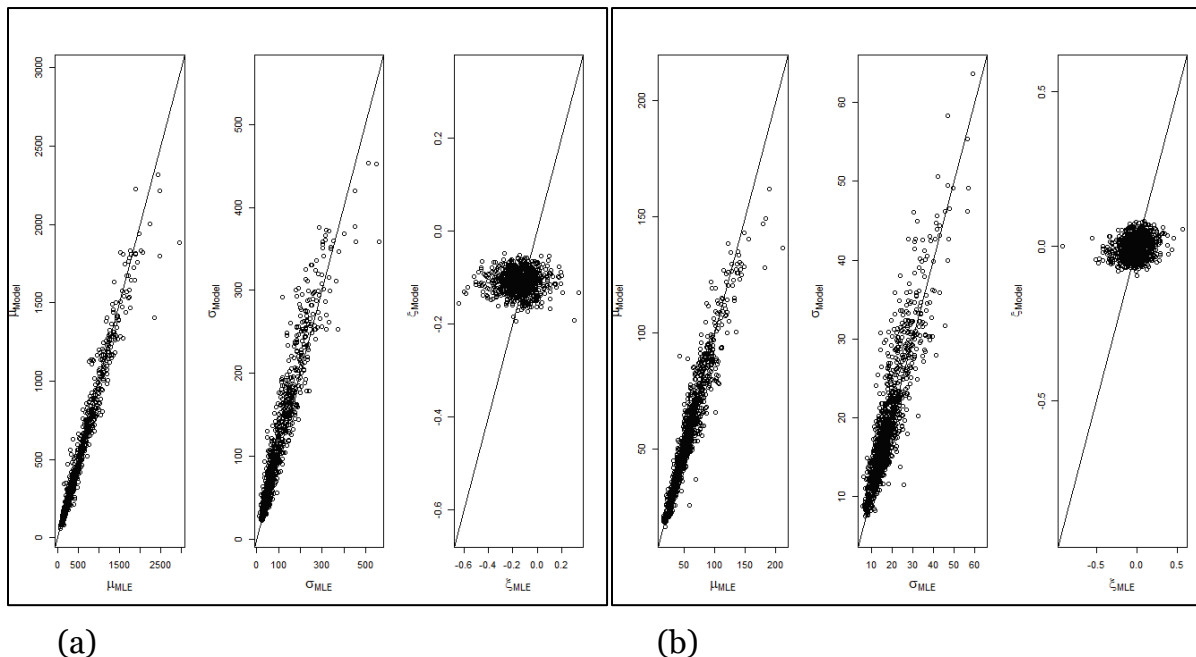 3000
2500
2000
1500
1000
500
0
μModel
0 500 1500 2500
μMLE
500
400
300
200
100
0
σModel
0 100 200 300 400 500
σMLE
0.2
0.0
-0.2
-0.4
-0.6
ξModel
-0.6 -0.4 -0.2 0.0 0.2
ξMLE
(a)
200
150
100
50
μModel
50 100 150 200
μMLE
60
50
40
30
20
10
σModel
10 20 30 40 50 60
σMLE
0.5
0.0
-0.5
ξModel
-0.5 0.0 0.5
ξMLE
(b)